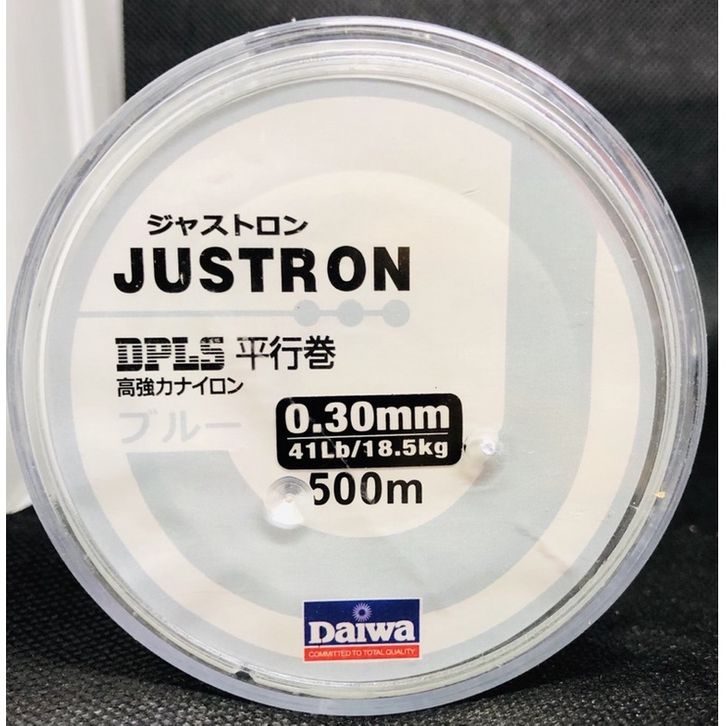 ジャストロン
JUSTRON
DPLS 平行巻
高強力ナイロン
ブルー
0.30mm
41Lb/18.5kg
500m
Daiwa
COMMITTED TO TOTAL QUALITY